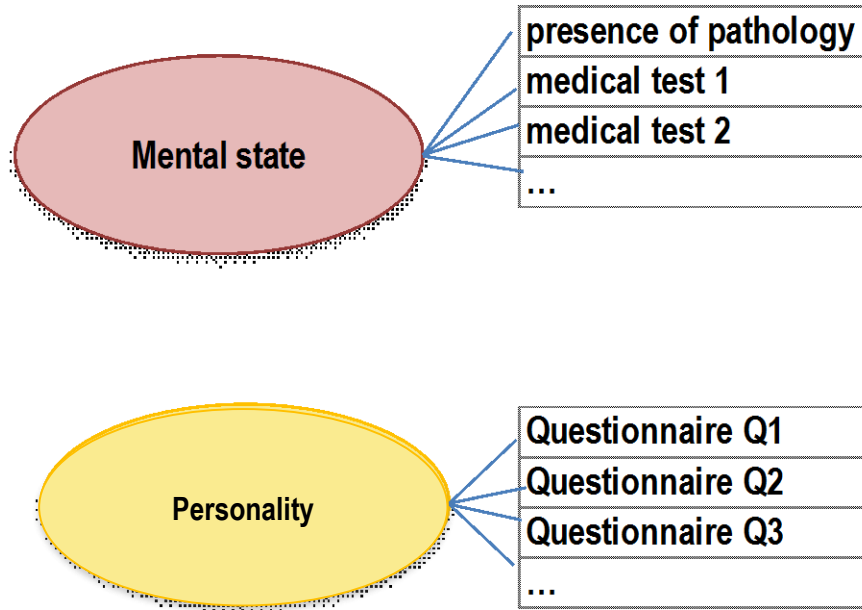 presence of pathology
medical test 1
Mental state
medical test 2
...
Questionnaire Q1
Questionnaire Q2
Personality
Questionnaire Q3
...